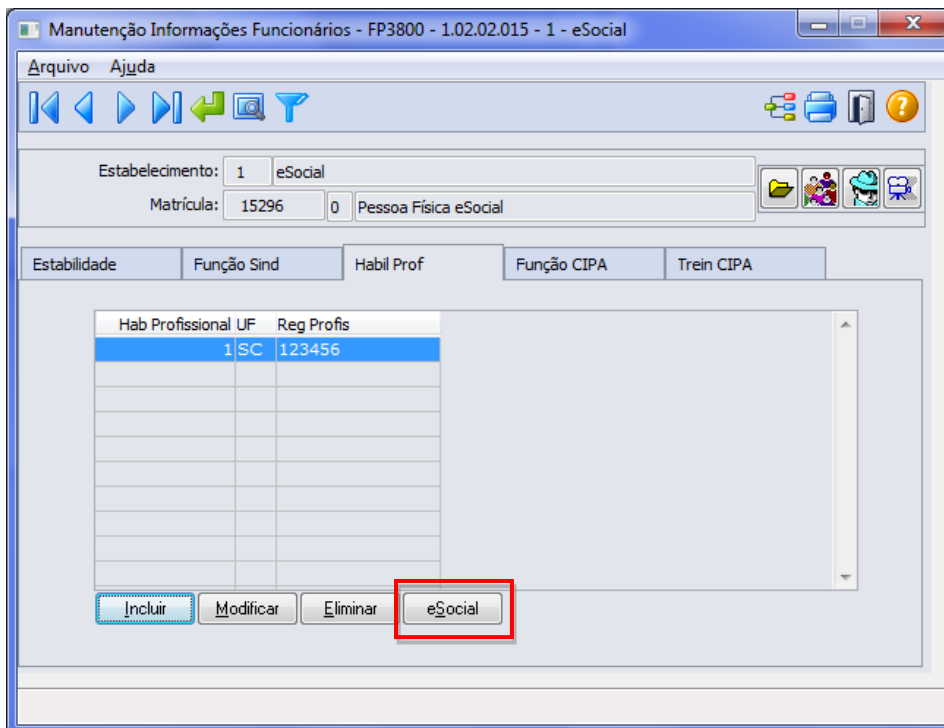 Manutenção Informações Funcionários - FP3800 - 1.02.02.015 - 1 - eSocial
Arquivo Ajuda
Estabelecimento: 1 eSocial
Matrícula: 15296 0 Pessoa Física eSocial
Estabilidade Função Sind Habil Prof Função CIPA Trein CIPA
Hab Profissional UF Reg Profis
1 SC 123456
Incluir Modificar Eliminar eSocial